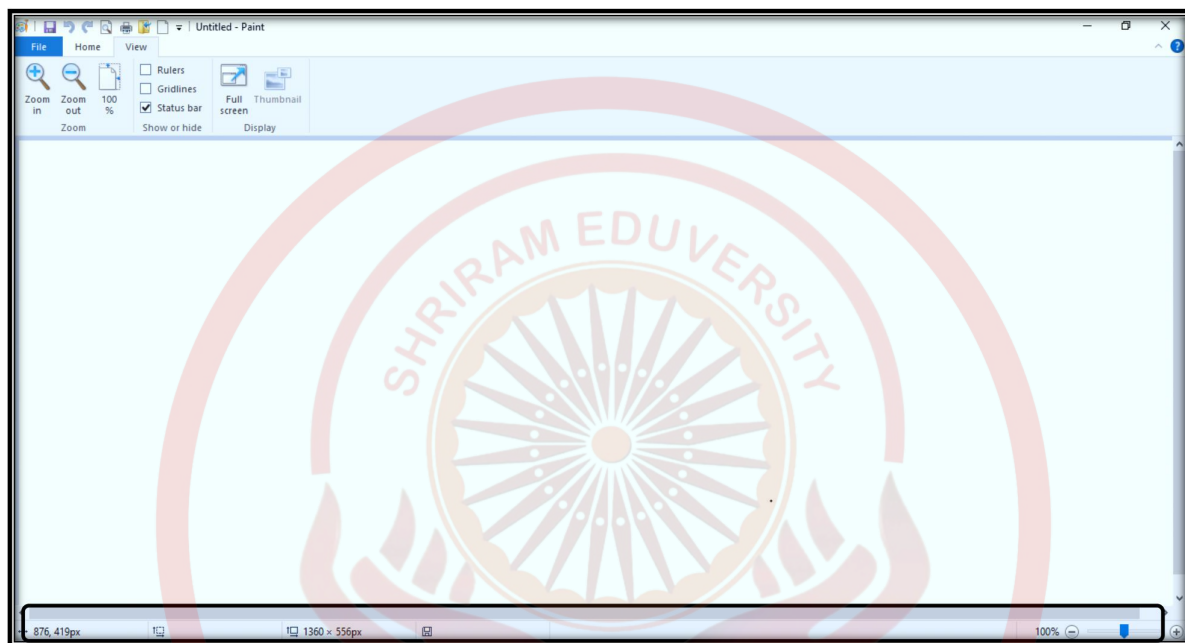 Untitled - Paint
File Home View
Rulers
Gridlines
Status bar
Zoom in
Zoom out
100 %
Full screen
Thumbnail
Zoom
Show or hide
Display
SHRIRAM EDUVERSITY
876, 419px
1360 × 556px
100%